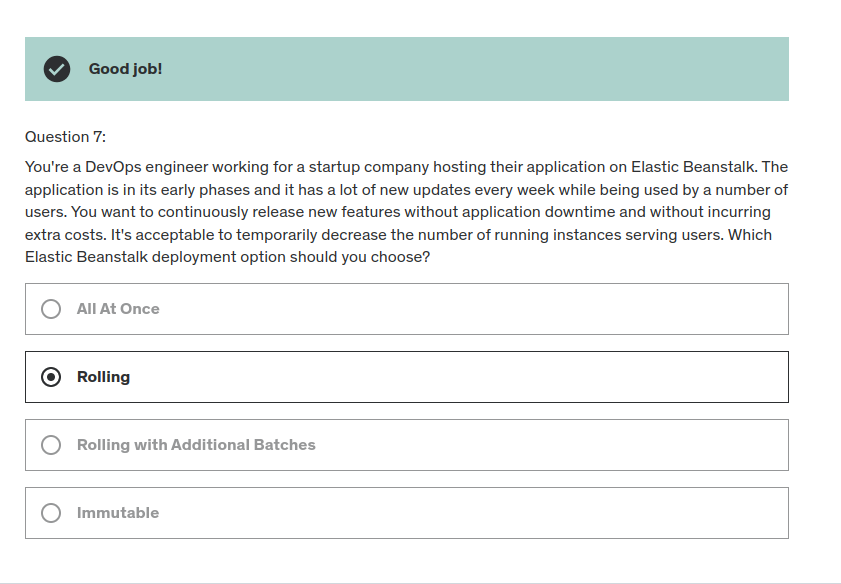 Good job!
Question 7:
You're a DevOps engineer working for a startup company hosting their application on Elastic Beanstalk. The
application is in its early phases and it has a lot of new updates every week while being used by a number of
users. You want to continuously release new features without application downtime and without incurring
extra costs. It's acceptable to temporarily decrease the number of running instances serving users. Which
Elastic Beanstalk deployment option should you choose?
All At Once
Rolling
Rolling with Additional Batches
Immutable